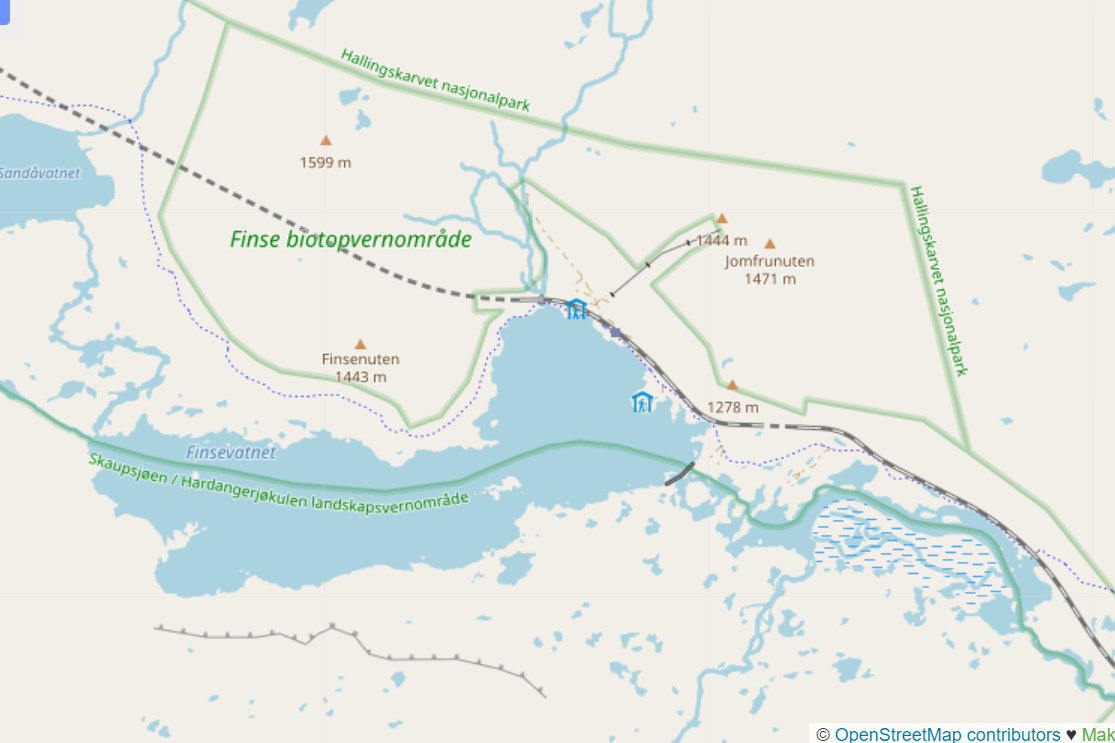 Hallingskarvet nasjonalpark
1599 m
Sandåvatnet
Finse biotopvernområde
1444 m
Jomfrunuten
1471 m
Hallingskarvet nasjonalpark
Finsenuten
1443 m
1278 m
Finsevatnet
Skaupsjøen / Hardangerjøkulen landskapsvernområde
© OpenStreetMap contributors ♥ Mak